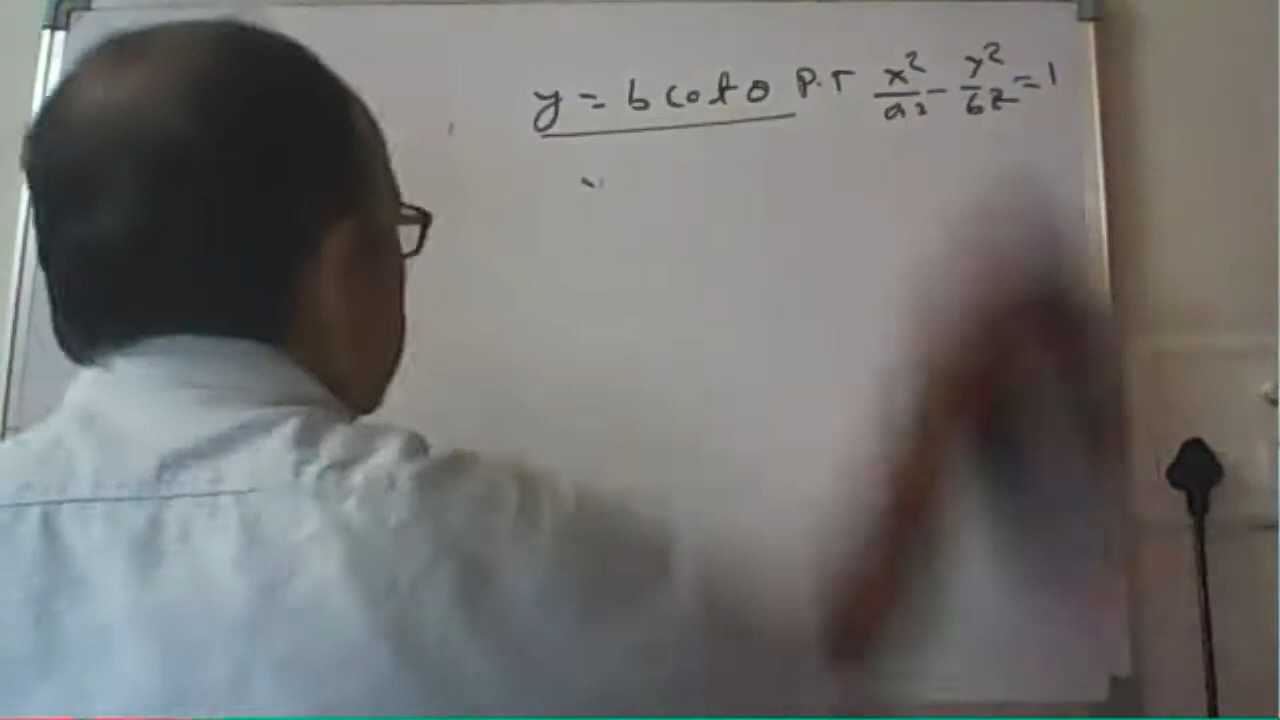 y = b cot θ P.T x²/a² - y²/b² = 1